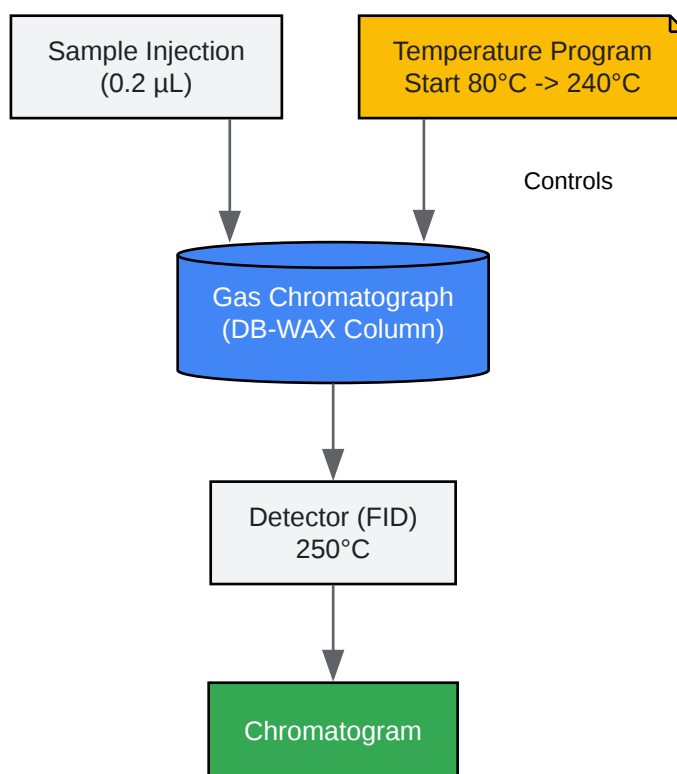 Sample Injection
(0.2 µL)
Temperature Program
Start 80°C -> 240°C
Controls
Gas Chromatograph
(DB-WAX Column)
Detector (FID)
250°C
Chromatogram